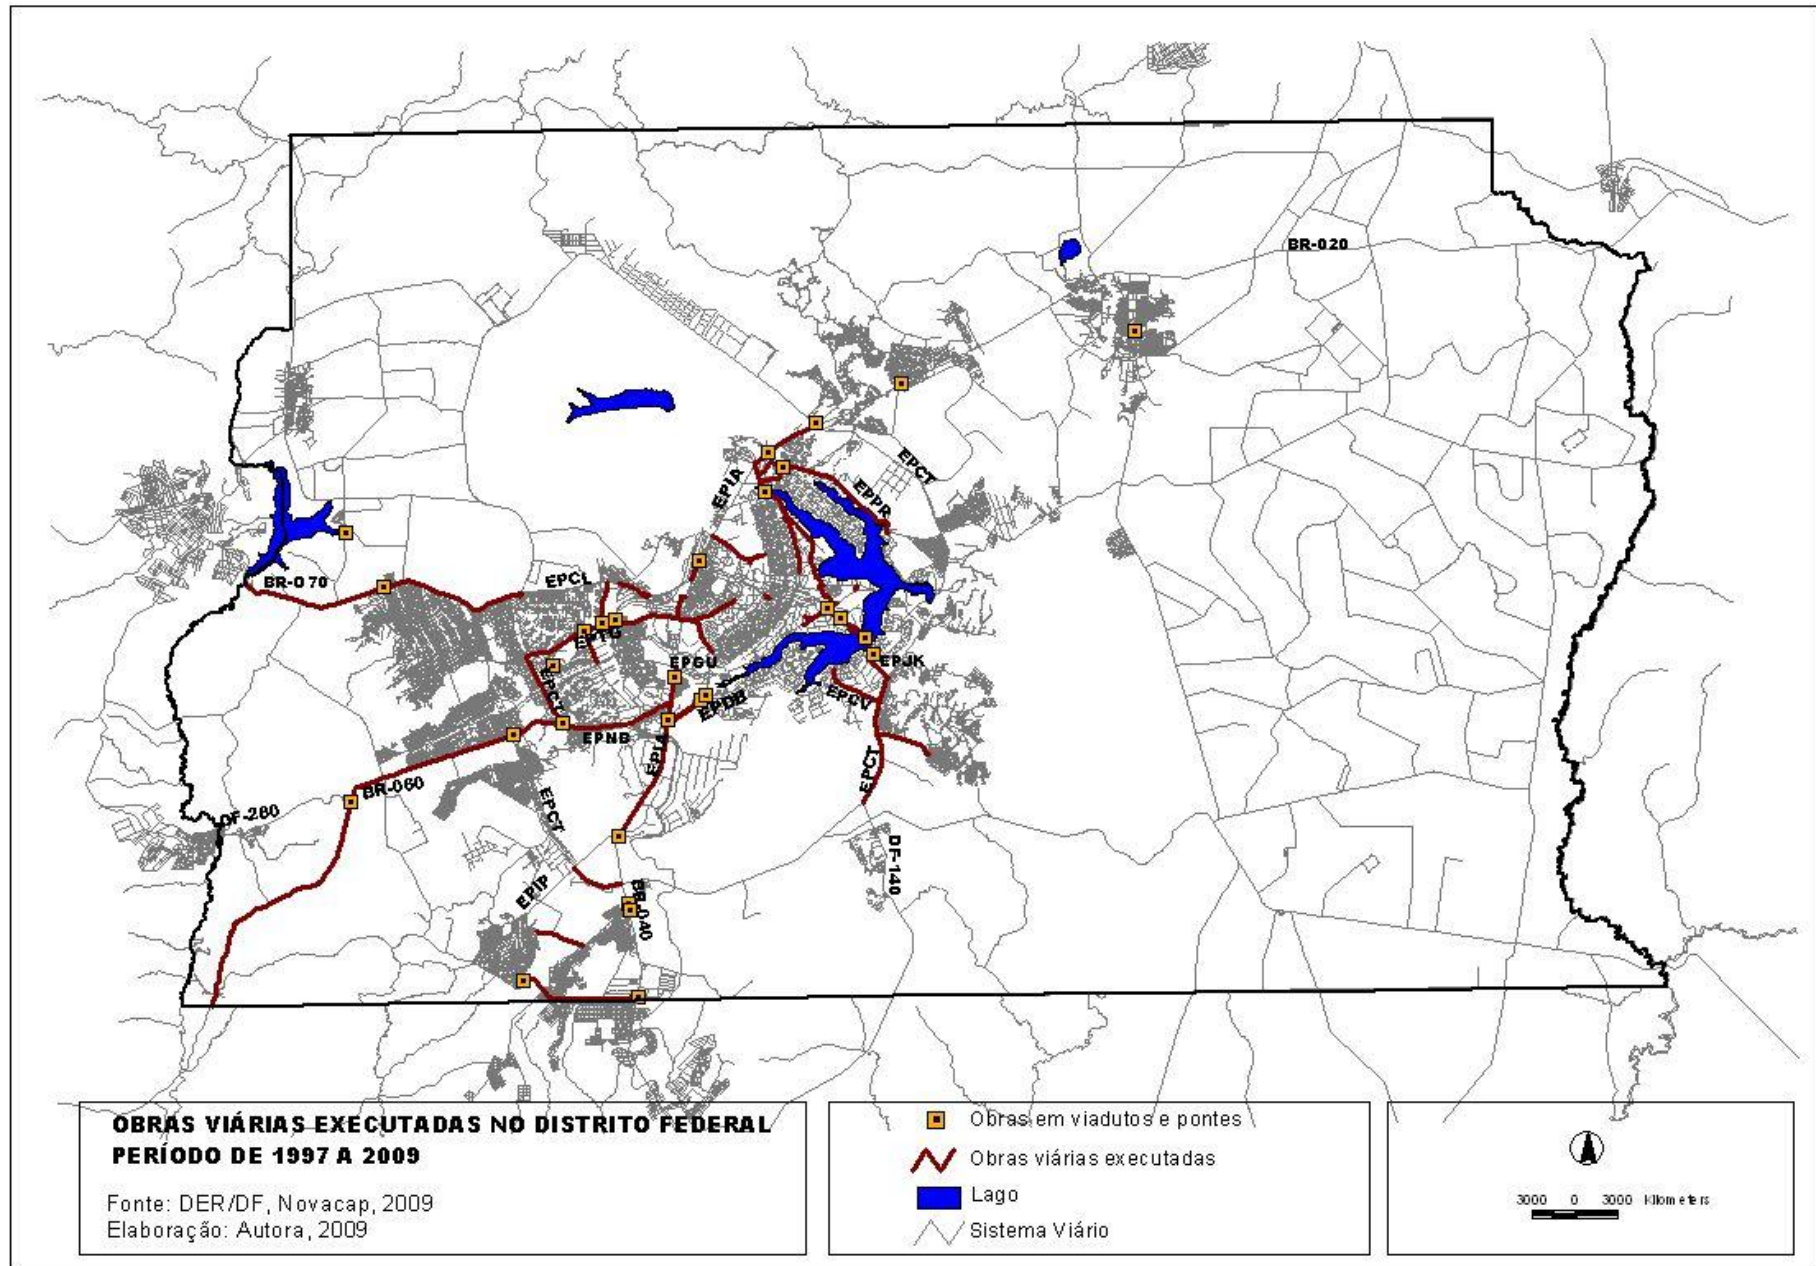 BR-020
EPCT
EPIA
EPPR
BR-070
EPCL
EPTG
EPGU
EPJK
EPCT
EPDB
EPCV
EPNB
EPIA
EPCT
BR-060
EPCT
DF-280
DF-140
EPIP
BR-040
OBRAS VIÁRIAS EXECUTADAS NO DISTRITO FEDERAL
PERÍODO DE 1997 A 2009
Fonte: DER/DF, Novacap, 2009
Elaboração: Autora, 2009
Obras em viadutos e pontes
Obras viárias executadas
Lago
Sistema Viário
3000 0 3000 Kilometers